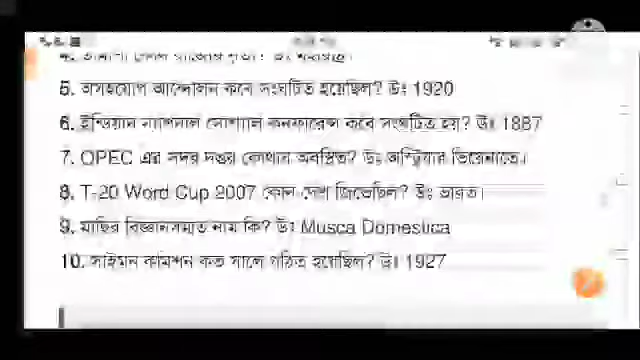 5. অসহযোগ আন্দোলন কবে সংঘটিত হয়েছিল? উঃ 1920
6. ইন্ডিয়ান ন্যাশনাল সোশ্যাল কনফারেন্স কবে সংঘটিত হয়? উঃ 1887
7. OPEC এর সদর দপ্তর কোথায় অবস্থিত? উঃ অস্ট্রিয়ার ভিয়েনাতে।
8. T-20 Word Cup 2007 কোন দেশ জিতেছিল? উঃ ভারত।
9. মাছির বিজ্ঞানসম্মত নাম কি? উঃ Musca Domestica
10. সাইমন কমিশন কত সালে গঠিত হয়েছিল? উঃ 1927